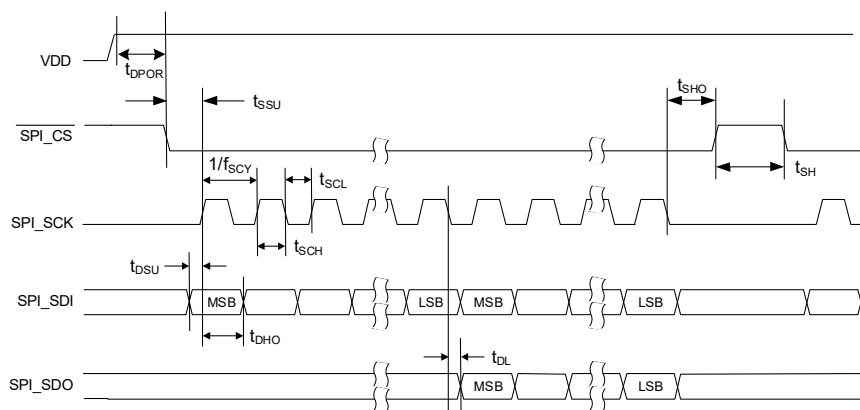 VDD
tDPOR
tSSU
tSHO
SPI_CS
tSH
1/fSCY
tSCL
SPI_SCK
tSCH
tDSU
SPI_SDI
MSB
LSB
MSB
LSB
tDHO
tDL
SPI_SDO
MSB
LSB